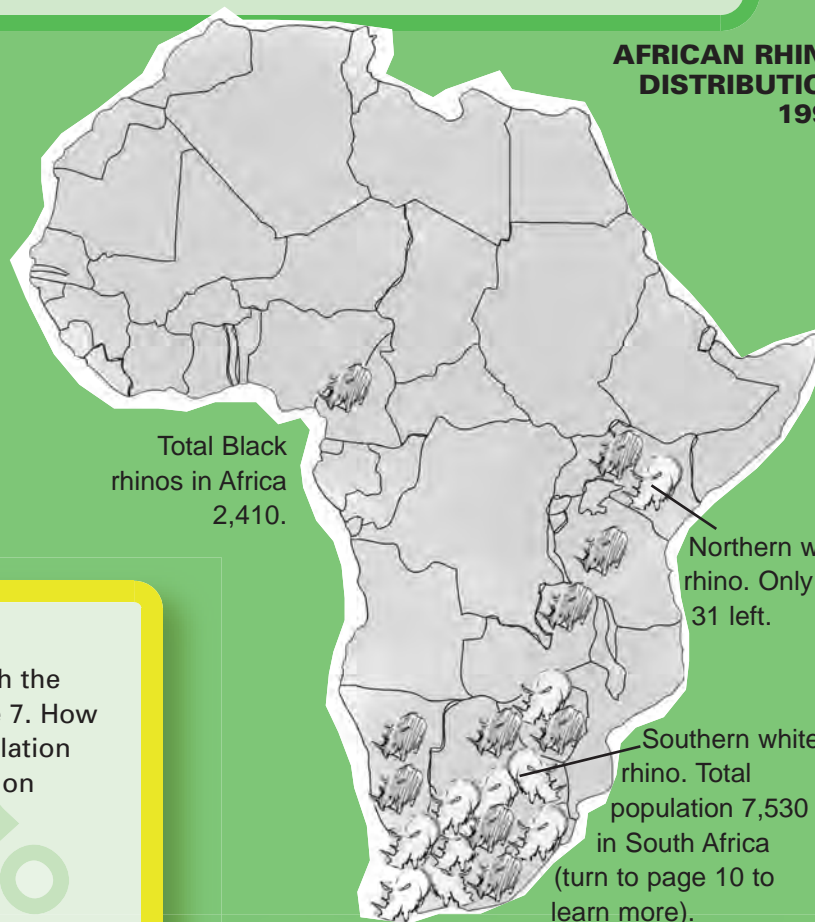 AFRICAN RHIN
DISTRIBUTIO
199
Total Black
rhinos in Africa
2,410.
Northern w
rhino. Only
31 left.
h the
7. How
lation
on
Southern white
rhino. Total
population 7,530
in South Africa
(turn to page 10 to
learn more).